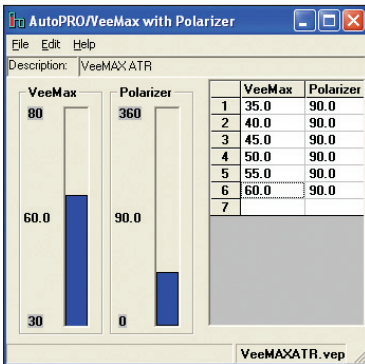 AutoPRO/VeeMax with Polarizer
File Edit Help
Description: VeeMAX ATR
VeeMax
80
60.0
30
Polarizer
360
90.0
0
VeeMax Polarizer
1 35.0 90.0
2 40.0 90.0
3 45.0 90.0
4 50.0 90.0
5 55.0 90.0
6 60.0 90.0
7
VeeMAXATR.vep